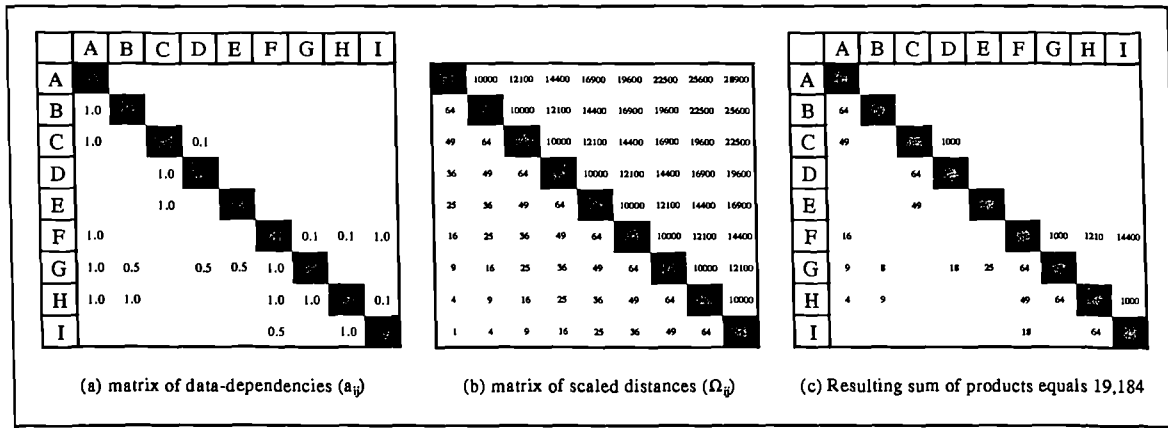 A B C D E F G H I
A
B 1.0
C 1.0 0.1
D 1.0
E 1.0
F 1.0 0.1 0.1 1.0
G 1.0 0.5 0.5 0.5 1.0
H 1.0 1.0 1.0 1.0 0.1
I 0.5 1.0
(a) matrix of data-dependencies (aij)
10000 12100 14400 16900 19600 22500 25600 28900
64 10000 12100 14400 16900 19600 22500 25600
49 64 10000 12100 14400 16900 19600 22500
36 49 64 10000 12100 14400 16900 19600
25 36 49 64 10000 12100 14400 16900
16 25 36 49 64 10000 12100 14400
9 16 25 36 49 64 10000 12100
4 9 16 25 36 49 64 10000
1 4 9 16 25 36 49 64
(b) matrix of scaled distances (Ωij)
A B C D E F G H I
A
B 64
C 49 1000
D 64
E 49
F 16 1000 1210 14400
G 9 8 18 25 64
H 4 9 49 64 1000
I 18 64
(c) Resulting sum of products equals 19,184